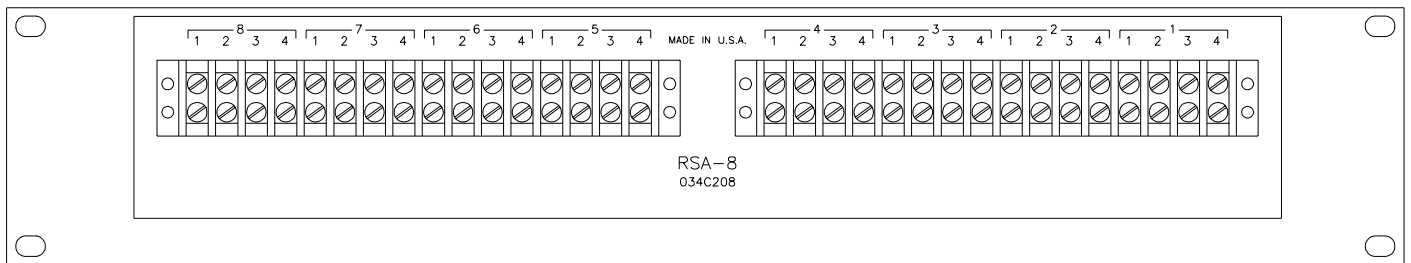 8 7 6 5 4 3 2 1
1 2 3 4 1 2 3 4 1 2 3 4 1 2 3 4 MADE IN U.S.A. 1 2 3 4 1 2 3 4 1 2 3 4 1 2 3 4
RSA-8
034C208